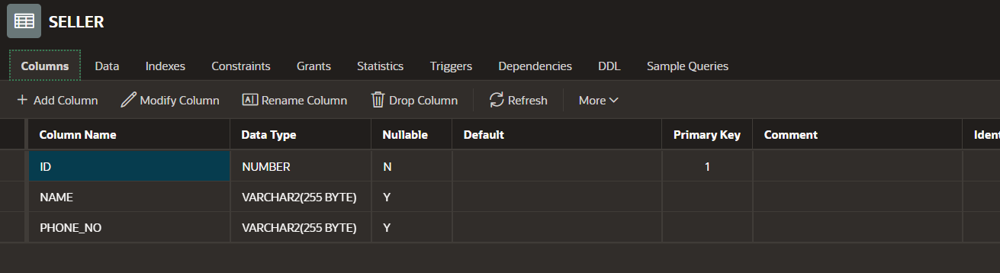 SELLER
Columns Data Indexes Constraints Grants Statistics Triggers Dependencies DDL Sample Queries
Add Column Modify Column Rename Column Drop Column Refresh More
Column Name Data Type Nullable Default Primary Key Comment Ident
ID NUMBER N 1
NAME VARCHAR2(255 BYTE) Y
PHONE_NO VARCHAR2(255 BYTE) Y